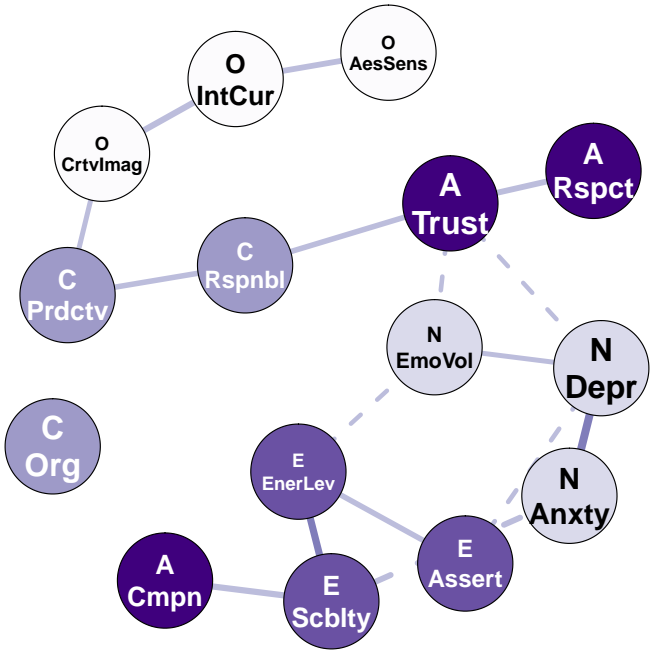 O
AesSens
O
IntCur
O
CrtvImag
A
Rspct
A
Trust
C
Rspnbl
C
Prdctv
N
EmoVol
N
Depr
C
Org
E
EnerLev
N
Anxty
E
Assert
A
Cmpn
E
Scblty